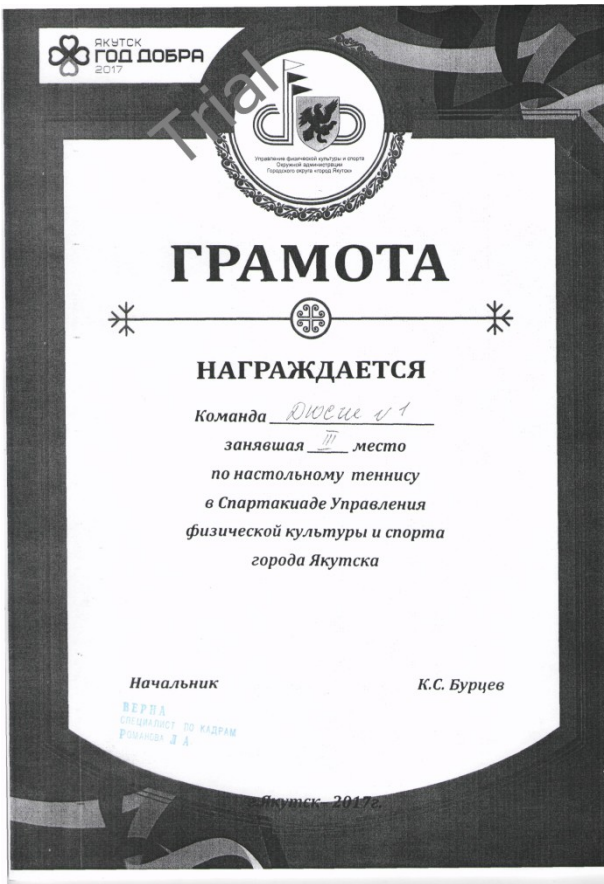 ЯКУТСК
ГОД ДОБРА
2017
Trial
Управление физической культуры и спорта
Окружной администрации
Городского округа «город Якутск»
ГРАМОТА
НАГРАЖДАЕТСЯ
Команда ДЮСШ №1
занявшая III место
по настольному теннису
в Спартакиаде Управления
физической культуры и спорта
города Якутска
Начальник К.С. Бурцев
ВЕРНА
СПЕЦИАЛИСТ ПО КАДРАМ
РОМАНОВА Л А
г.Якутск - 2017г.